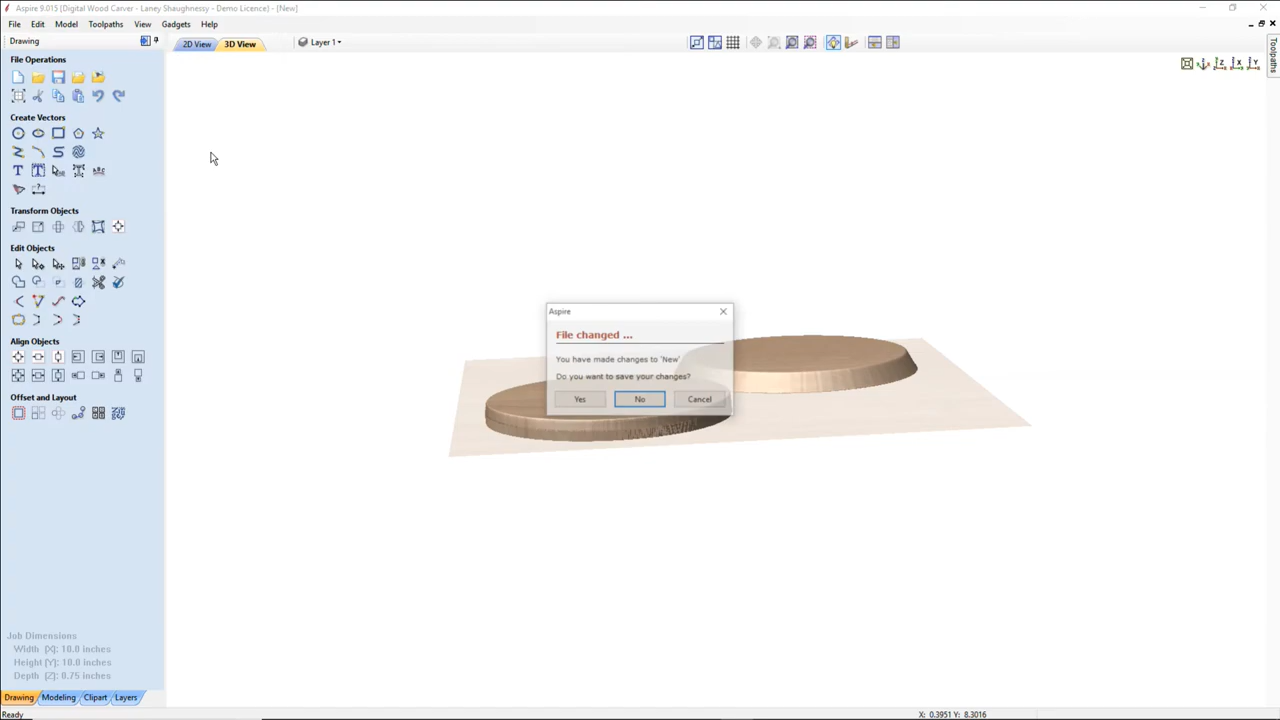 Aspire 9.015 (Digital Wood Carver - Laney Shaughnessy - Demo Licence) - [New]
File Edit Model Toolpaths View Gadgets Help
Drawing
2D View 3D View Layer 1
Toolpaths
File Operations
Create Vectors
Transform Objects
Edit Objects
Align Objects
Offset and Layout
Aspire
File changed ...
You have made changes to 'New'
Do you want to save your changes?
Yes No Cancel
Job Dimensions
Width (X): 10.0 inches
Height (Y): 10.0 inches
Depth (Z): 0.75 inches
Drawing Modeling Clipart Layers
Ready X: 0.3951 Y: 8.3016